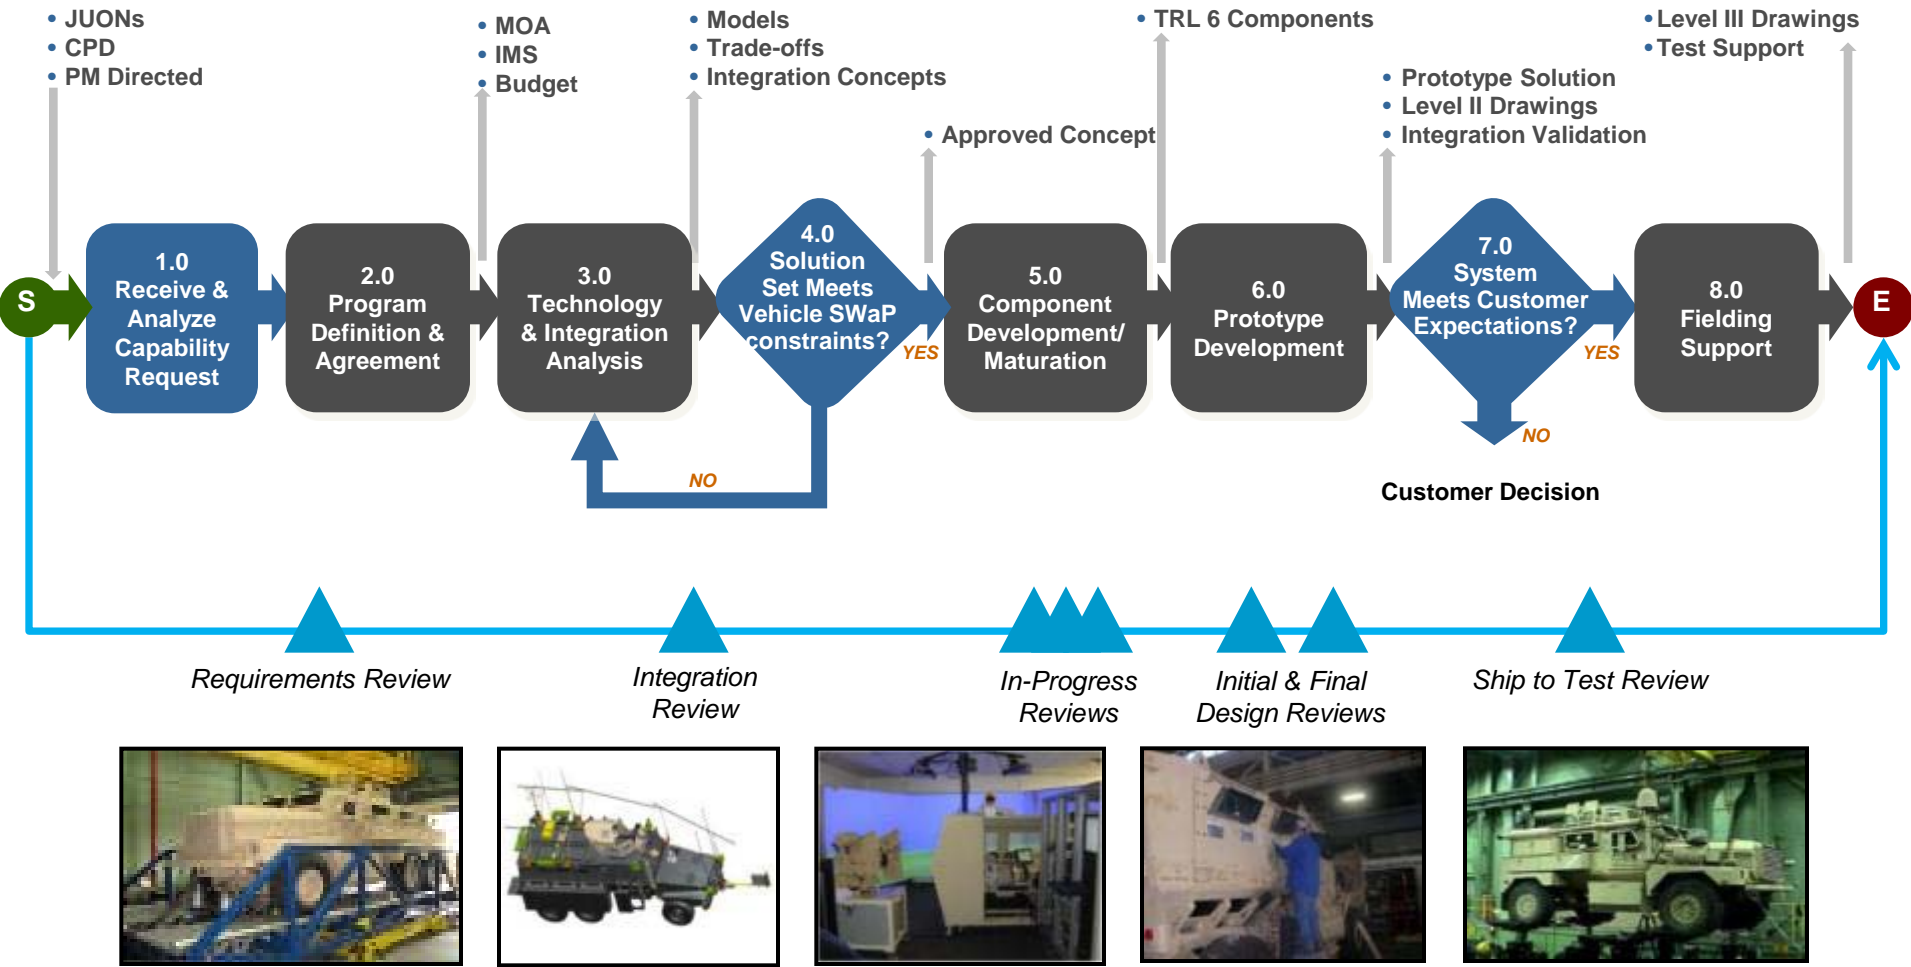 • JUONs
• CPD
• PM Directed
• MOA
• IMS
• Budget
• Models
• Trade-offs
• Integration Concepts
• Approved Concept
• TRL 6 Components
• Prototype Solution
• Level II Drawings
• Integration Validation
• Level III Drawings
• Test Support
S
1.0
Receive &
Analyze
Capability
Request
2.0
Program
Definition &
Agreement
3.0
Technology
& Integration
Analysis
4.0
Solution
Set Meets
Vehicle SWaP
constraints?
YES
NO
5.0
Component
Development/
Maturation
6.0
Prototype
Development
7.0
System
Meets Customer
Expectations?
YES
NO
Customer Decision
8.0
Fielding
Support
E
Requirements Review
Integration
Review
In-Progress
Reviews
Initial & Final
Design Reviews
Ship to Test Review